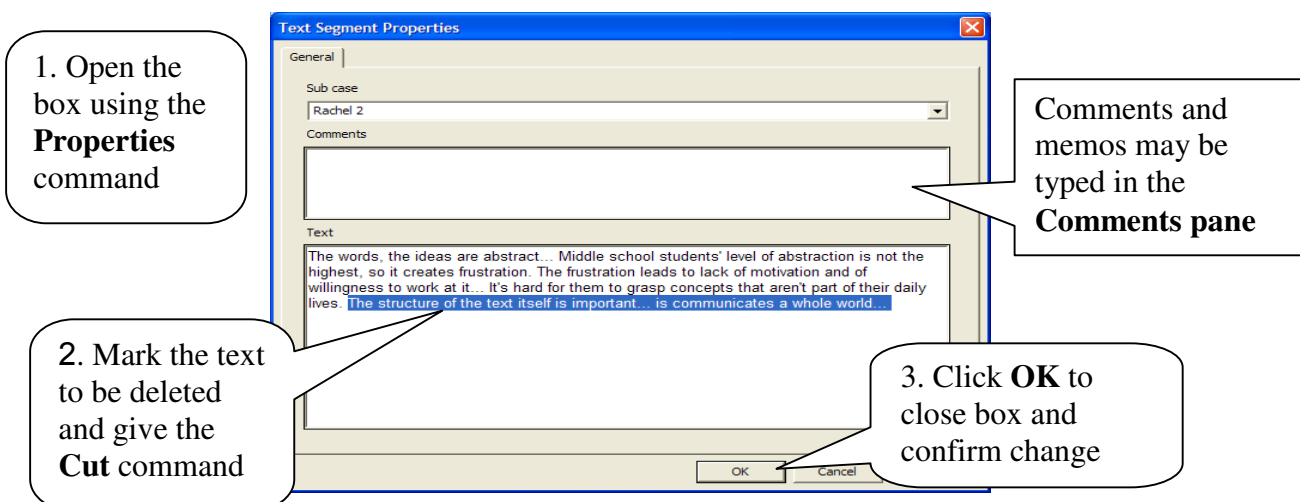 Text Segment Properties
General
1. Open the
box using the
Properties
command
Sub case
Rachel 2
Comments
Comments and
memos may be
typed in the
Comments pane
Text
The words, the ideas are abstract... Middle school students' level of abstraction is not the
highest, so it creates frustration. The frustration leads to lack of motivation and of
willingness to work at it... It's hard for them to grasp concepts that aren't part of their daily
lives. The structure of the text itself is important... is communicates a whole world...
2. Mark the text
to be deleted
and give the
Cut command
3. Click OK to
close box and
confirm change
OK
Cancel